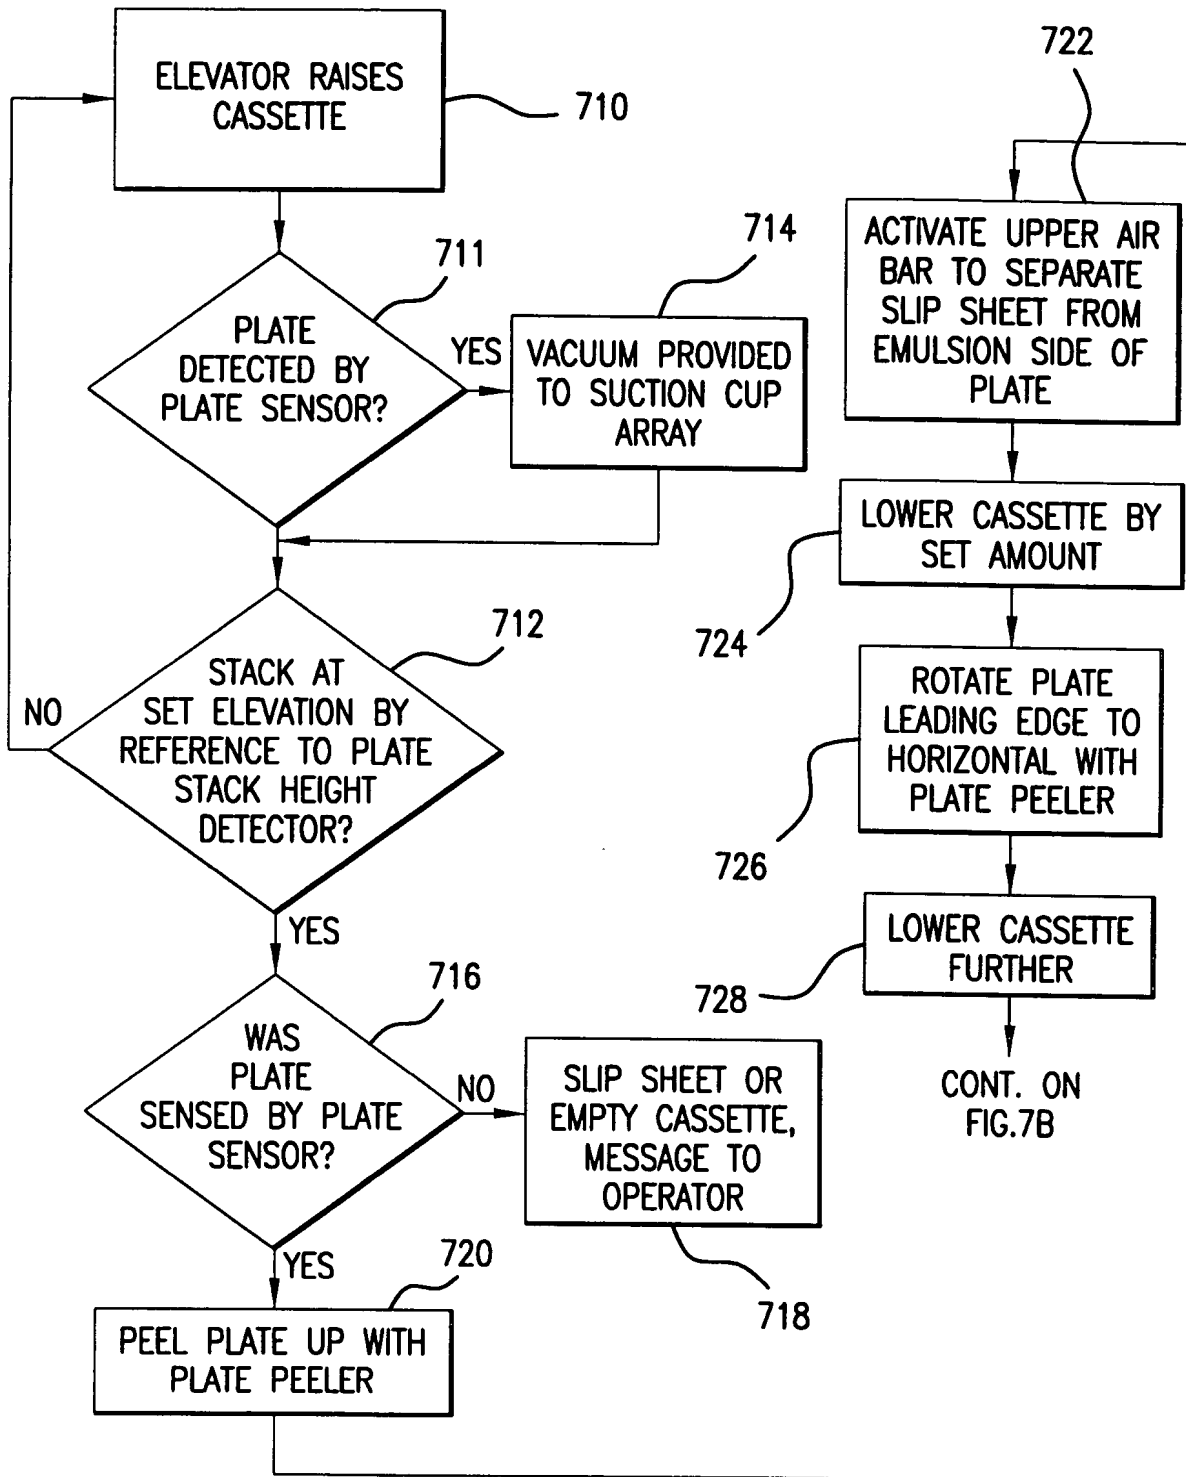 ELEVATOR RAISES
CASSETTE
710
711
PLATE
DETECTED BY
PLATE SENSOR?
YES
714
VACUUM PROVIDED
TO SUCTION CUP
ARRAY
712
STACK AT
SET ELEVATION BY
REFERENCE TO PLATE
STACK HEIGHT
DETECTOR?
NO
YES
716
WAS
PLATE
SENSED BY PLATE
SENSOR?
NO
SLIP SHEET OR
EMPTY CASSETTE,
MESSAGE TO
OPERATOR
718
YES
720
PEEL PLATE UP WITH
PLATE PEELER
722
ACTIVATE UPPER AIR
BAR TO SEPARATE
SLIP SHEET FROM
EMULSION SIDE OF
PLATE
LOWER CASSETTE BY
SET AMOUNT
724
ROTATE PLATE
LEADING EDGE TO
HORIZONTAL WITH
PLATE PEELER
726
LOWER CASSETTE
FURTHER
728
CONT. ON
FIG.7B